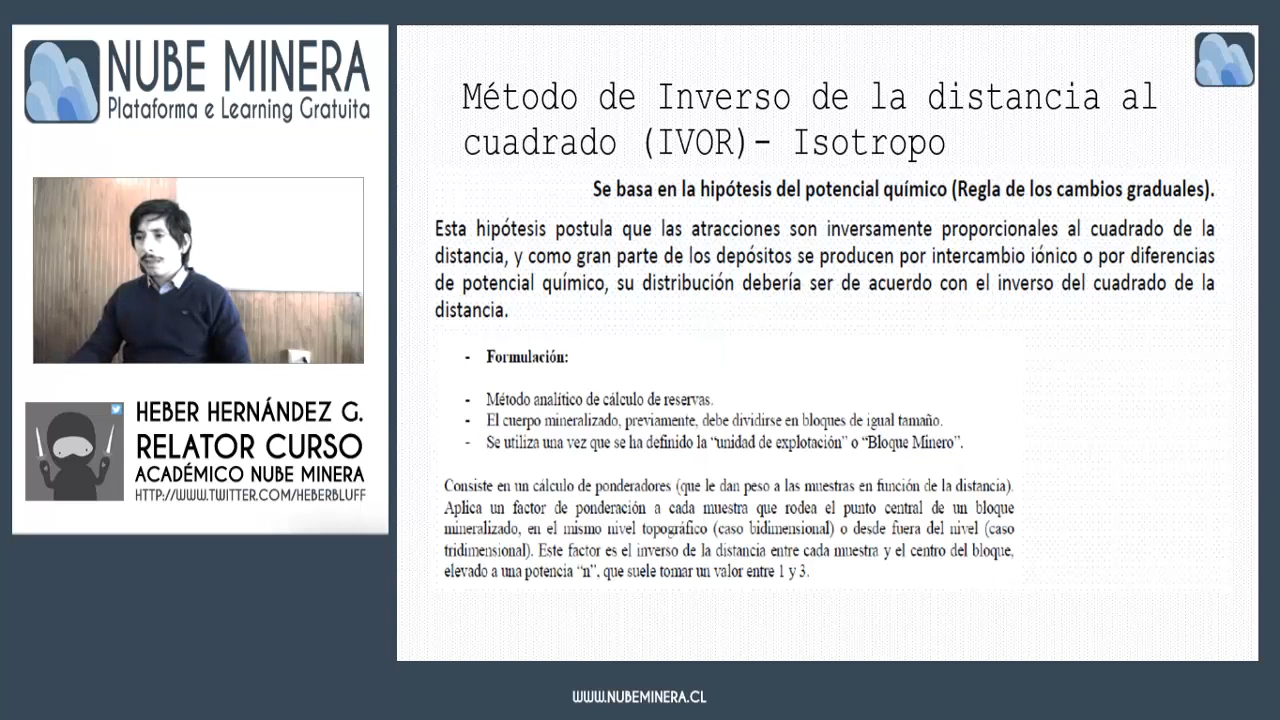 NUBE MINERA
Plataforma e Learning Gratuita
HEBER HERNÁNDEZ G.
RELATOR CURSO
ACADÉMICO NUBE MINERA
HTTP://WWW.TWITTER.COM/HEBERBLUFF
Método de Inverso de la distancia al
cuadrado (IVOR)- Isotropo
Se basa en la hipótesis del potencial químico (Regla de los cambios graduales).
Esta hipótesis postula que las atracciones son inversamente proporcionales al cuadrado de la
distancia, y como gran parte de los depósitos se producen por intercambio iónico o por diferencias
de potencial químico, su distribución debería ser de acuerdo con el inverso del cuadrado de la
distancia.
- Formulación:
- Método analítico de cálculo de reservas.
- El cuerpo mineralizado, previamente, debe dividirse en bloques de igual tamaño.
- Se utiliza una vez que se ha definido la “unidad de explotación” o “Bloque Minero”.
Consiste en un cálculo de ponderadores (que le dan peso a las muestras en función de la distancia).
Aplica un factor de ponderación a cada muestra que rodea el punto central de un bloque
mineralizado, en el mismo nivel topográfico (caso bidimensional) o desde fuera del nivel (caso
tridimensional). Este factor es el inverso de la distancia entre cada muestra y el centro del bloque,
elevado a una potencia “n”, que suele tomar un valor entre 1 y 3.
WWW.NUBEMINERA.CL